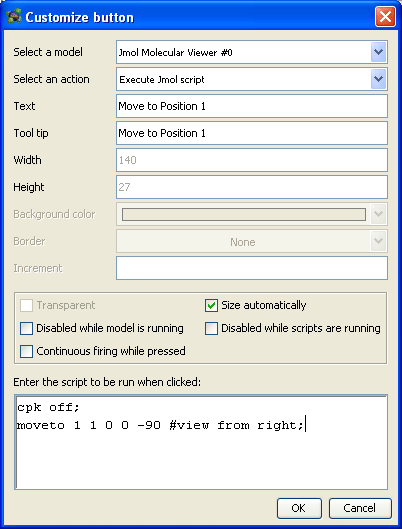 Customize button
Select a model Jmol Molecular Viewer #0
Select an action Execute Jmol script
Text Move to Position 1
Tool tip Move to Position 1
Width 140
Height 27
Background color
Border None
Increment
Transparent Size automatically
Disabled while model is running Disabled while scripts are running
Continuous firing while pressed
Enter the script to be run when clicked:
cpk off;
moveto 1 1 0 0 -90 #view from right;
OK Cancel